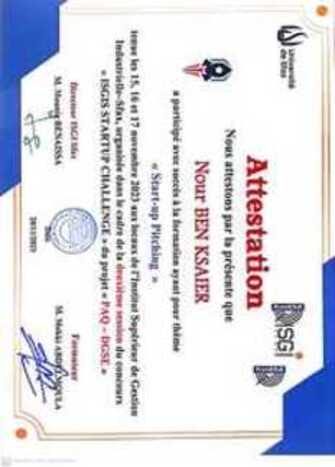 Université
de Sfax
ISGI
Attestation
Nous attestons par la présente que
Nour BEN KSAIER
a participé avec succès à la formation ayant pour thème
« Start-up Pitching »
tenue les 15, 16 et 17 novembre 2023 aux locaux de l'Institut Supérieur de Gestion
Industrielle-Sfax, organisée dans le cadre de la deuxième session du concours
« ISGIS STARTUP CHALLENGE » du projet « PAQ – DGSE »
Directeur ISGI Sfax
Formateur
M. Mounir BENAISSA
M. Mekki ABDELMOULA
Date
20/11/2023